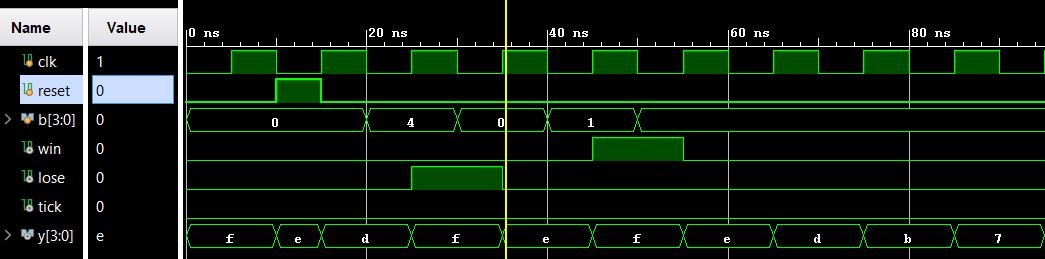 Name Value 0 ns 20 ns 40 ns 60 ns 80 ns
clk 1
reset 0
b[3:0] 0 0 4 0 1
win 0
lose 0
tick 0
y[3:0] e f e d f e f e d b 7